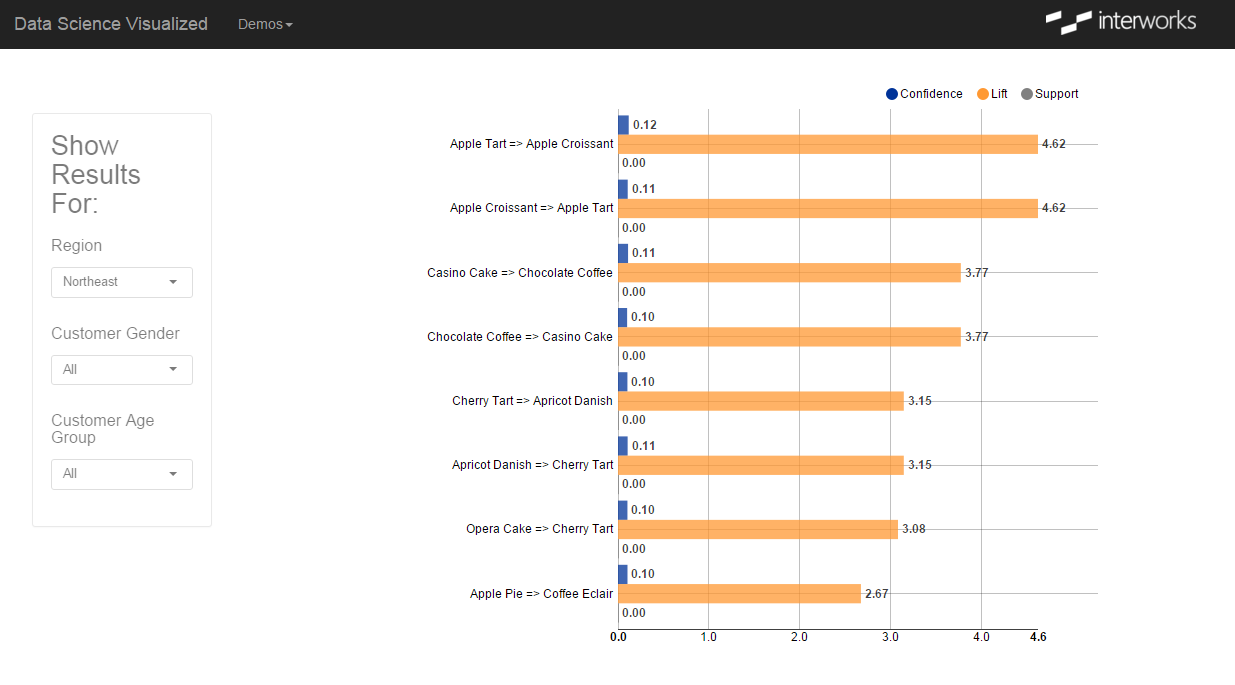 Data Science Visualized
Demos
interworks
Show
Results
For:
Region
Northeast
Customer Gender
All
Customer Age
Group
All
Confidence
Lift
Support
0.12
Apple Tart => Apple Croissant
4.62
0.00
0.11
Apple Croissant => Apple Tart
4.62
0.00
0.11
Casino Cake => Chocolate Coffee
3.77
0.00
0.10
Chocolate Coffee => Casino Cake
3.77
0.00
0.10
Cherry Tart => Apricot Danish
3.15
0.00
0.11
Apricot Danish => Cherry Tart
3.15
0.00
0.10
Opera Cake => Cherry Tart
3.08
0.00
0.10
Apple Pie => Coffee Eclair
2.67
0.00
0.0 1.0 2.0 3.0 4.0 4.6